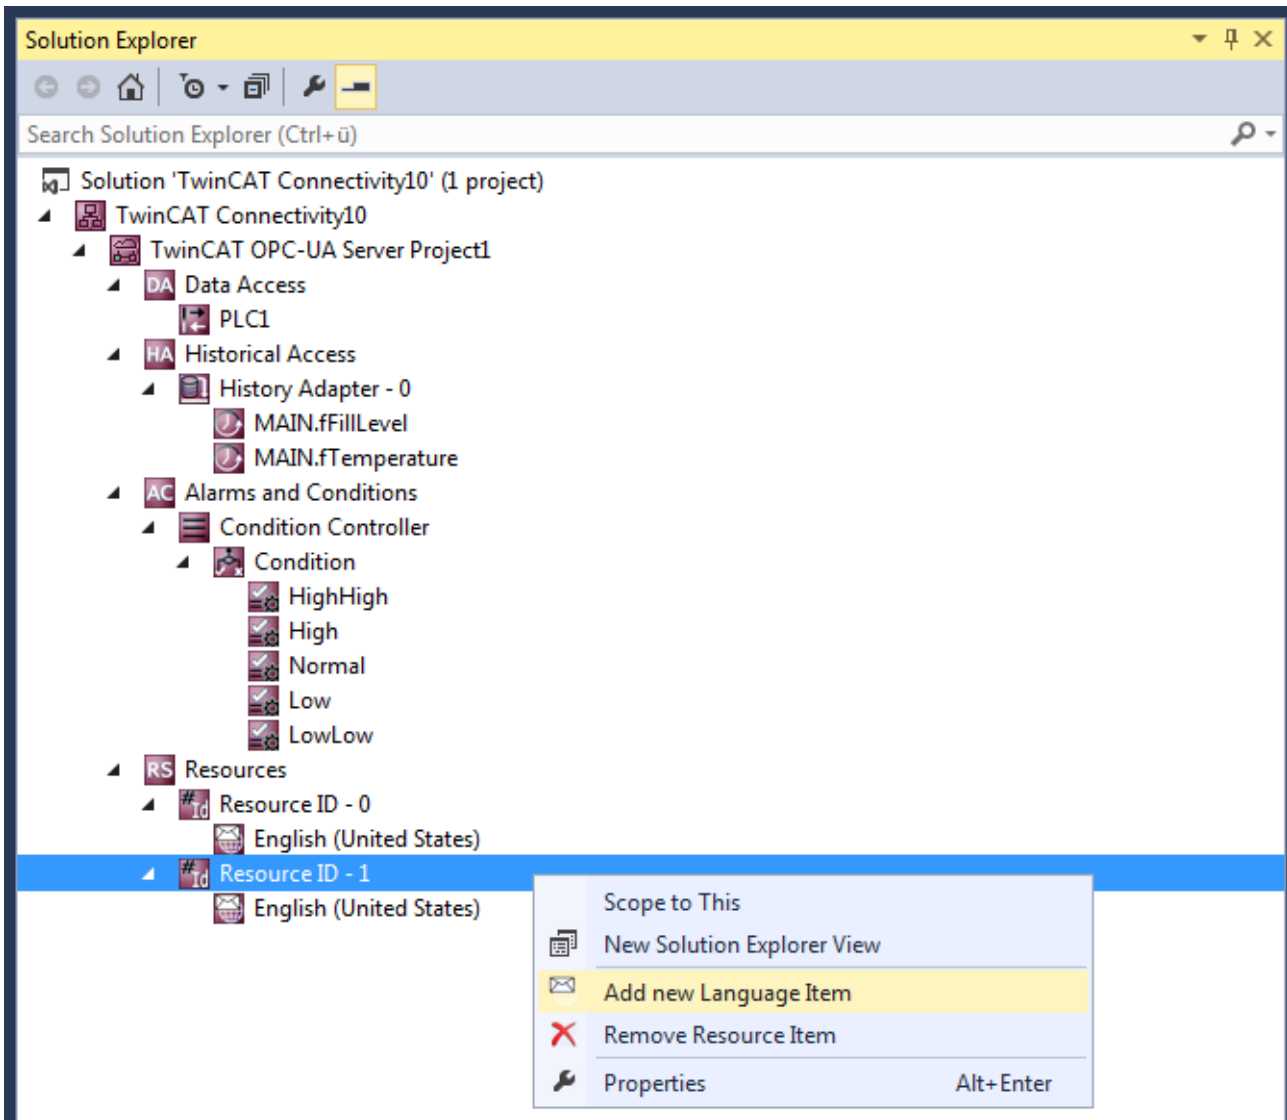 Solution Explorer
Search Solution Explorer (Ctrl+ü)
Solution 'TwinCAT Connectivity10' (1 project)
TwinCAT Connectivity10
TwinCAT OPC-UA Server Project1
DA Data Access
PLC1
HA Historical Access
History Adapter - 0
MAIN.fFillLevel
MAIN.fTemperature
AC Alarms and Conditions
Condition Controller
Condition
HighHigh
High
Normal
Low
LowLow
RS Resources
#Id Resource ID - 0
English (United States)
#Id Resource ID - 1
English (United States)
Scope to This
New Solution Explorer View
Add new Language Item
Remove Resource Item
Properties Alt+Enter